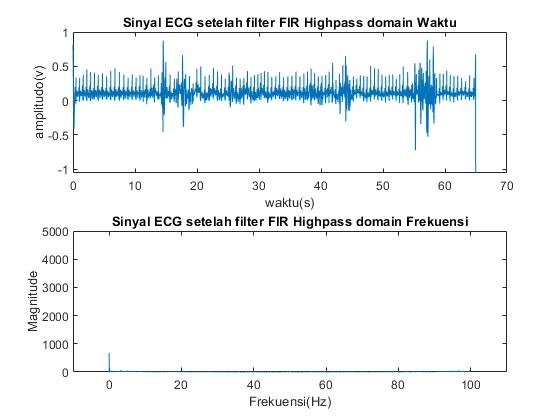 Sinyal ECG setelah filter FIR Highpass domain Waktu
1
0.5
0
-0.5
-1
amplitudo(v)
0 10 20 30 40 50 60 70
waktu(s)
Sinyal ECG setelah filter FIR Highpass domain Frekuensi
5000
4000
3000
2000
1000
0
Magnitude
0 20 40 60 80 100
Frekuensi(Hz)